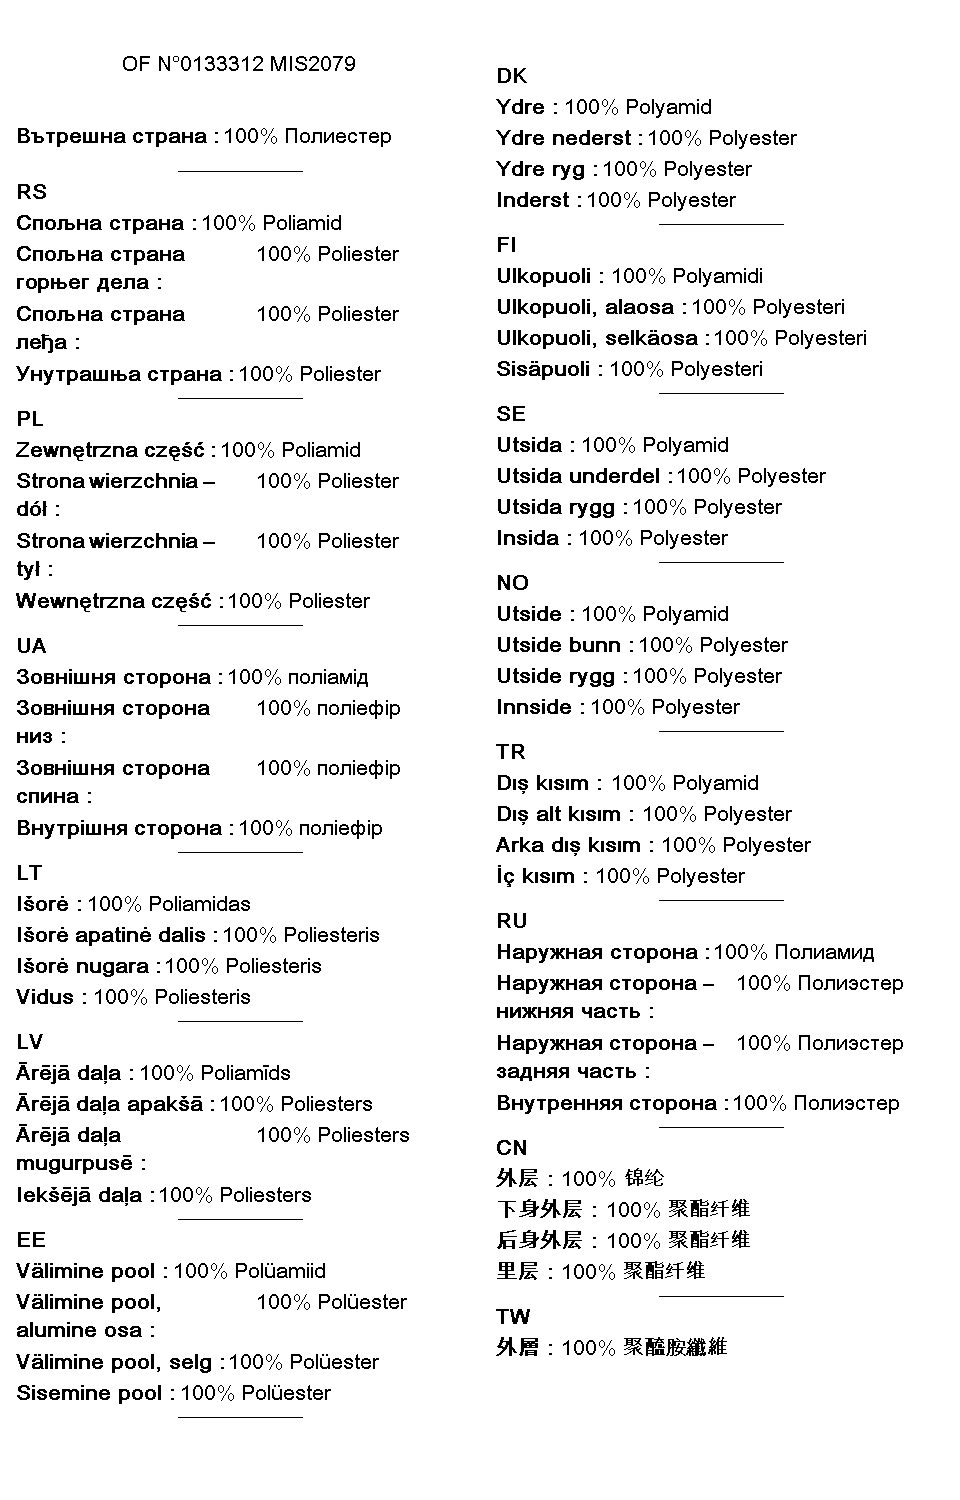 OF N°0133312 MIS2079
Вътрешна страна : 100% Полиестер
RS
Спољна страна : 100% Poliamid
Спољна страна 100% Poliester
горњег дела :
Спољна страна 100% Poliester
леђа :
Унутрашња страна : 100% Poliester
PL
Zewnętrzna część : 100% Poliamid
Strona wierzchnia – 100% Poliester
dół :
Strona wierzchnia – 100% Poliester
tył :
Wewnętrzna część : 100% Poliester
UA
Зовнішня сторона : 100% поліамід
Зовнішня сторона 100% поліефір
низ :
Зовнішня сторона 100% поліефір
спина :
Внутрішня сторона : 100% поліефір
LT
Išorė : 100% Poliamidas
Išorė apatinė dalis : 100% Poliesteris
Išorė nugara : 100% Poliesteris
Vidus : 100% Poliesteris
LV
Ārējā daļa : 100% Poliamīds
Ārējā daļa apakšā : 100% Poliesters
Ārējā daļa 100% Poliesters
mugurpusē :
Iekšējā daļa : 100% Poliesters
EE
Välimine pool : 100% Polüamiid
Välimine pool, 100% Polüester
alumine osa :
Välimine pool, selg : 100% Polüester
Sisemine pool : 100% Polüester
DK
Ydre : 100% Polyamid
Ydre nederst : 100% Polyester
Ydre ryg : 100% Polyester
Inderst : 100% Polyester
FI
Ulkopuoli : 100% Polyamidi
Ulkopuoli, alaosa : 100% Polyesteri
Ulkopuoli, selkäosa : 100% Polyesteri
Sisäpuoli : 100% Polyesteri
SE
Utsida : 100% Polyamid
Utsida underdel : 100% Polyester
Utsida rygg : 100% Polyester
Insida : 100% Polyester
NO
Utside : 100% Polyamid
Utside bunn : 100% Polyester
Utside rygg : 100% Polyester
Innside : 100% Polyester
TR
Dış kısım : 100% Polyamid
Dış alt kısım : 100% Polyester
Arka dış kısım : 100% Polyester
İç kısım : 100% Polyester
RU
Наружная сторона : 100% Полиамид
Наружная сторона – 100% Полиэстер
нижняя часть :
Наружная сторона – 100% Полиэстер
задняя часть :
Внутренняя сторона : 100% Полиэстер
CN
外层 : 100% 锦纶
下身外层 : 100% 聚酯纤维
后身外层 : 100% 聚酯纤维
里层 : 100% 聚酯纤维
TW
外層 : 100% 聚醯胺纖維